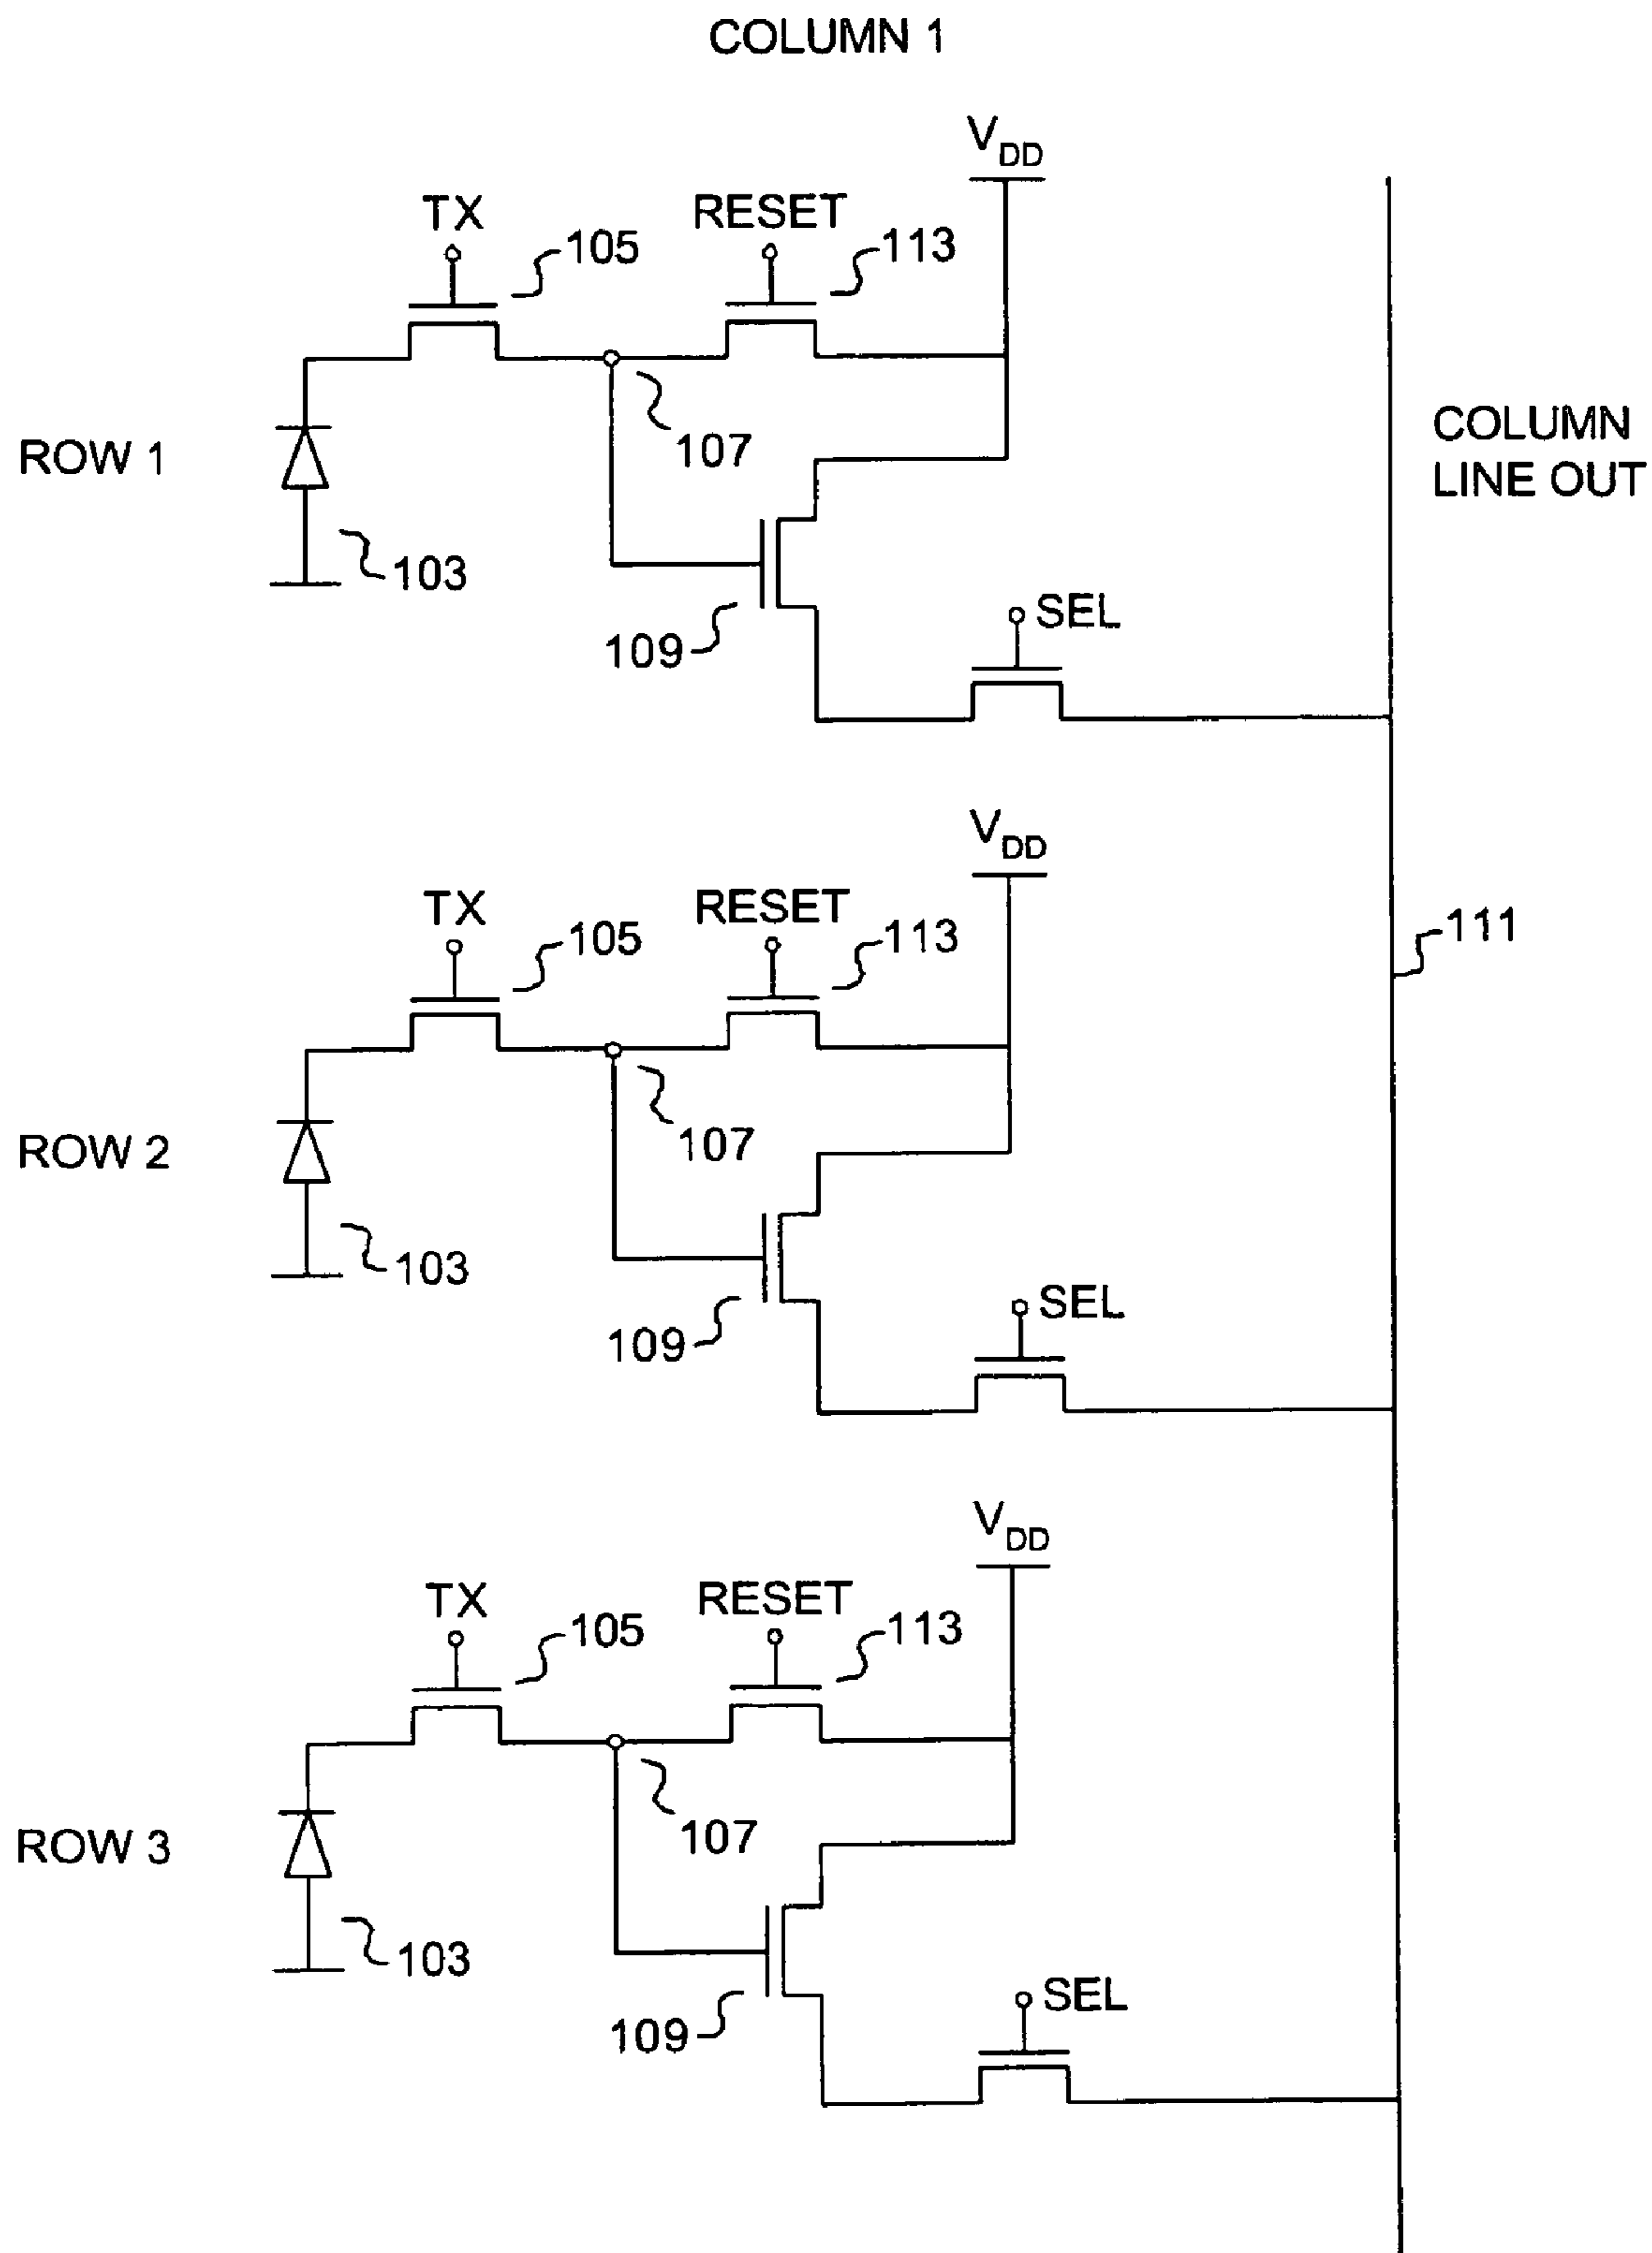 COLUMN 1
VDD
TX
RESET
105
113
COLUMN
LINE OUT
ROW 1
107
103
109
SEL
VDD
TX
RESET
105
113
111
ROW 2
107
103
109
SEL
VDD
TX
RESET
105
113
ROW 3
107
103
109
SEL